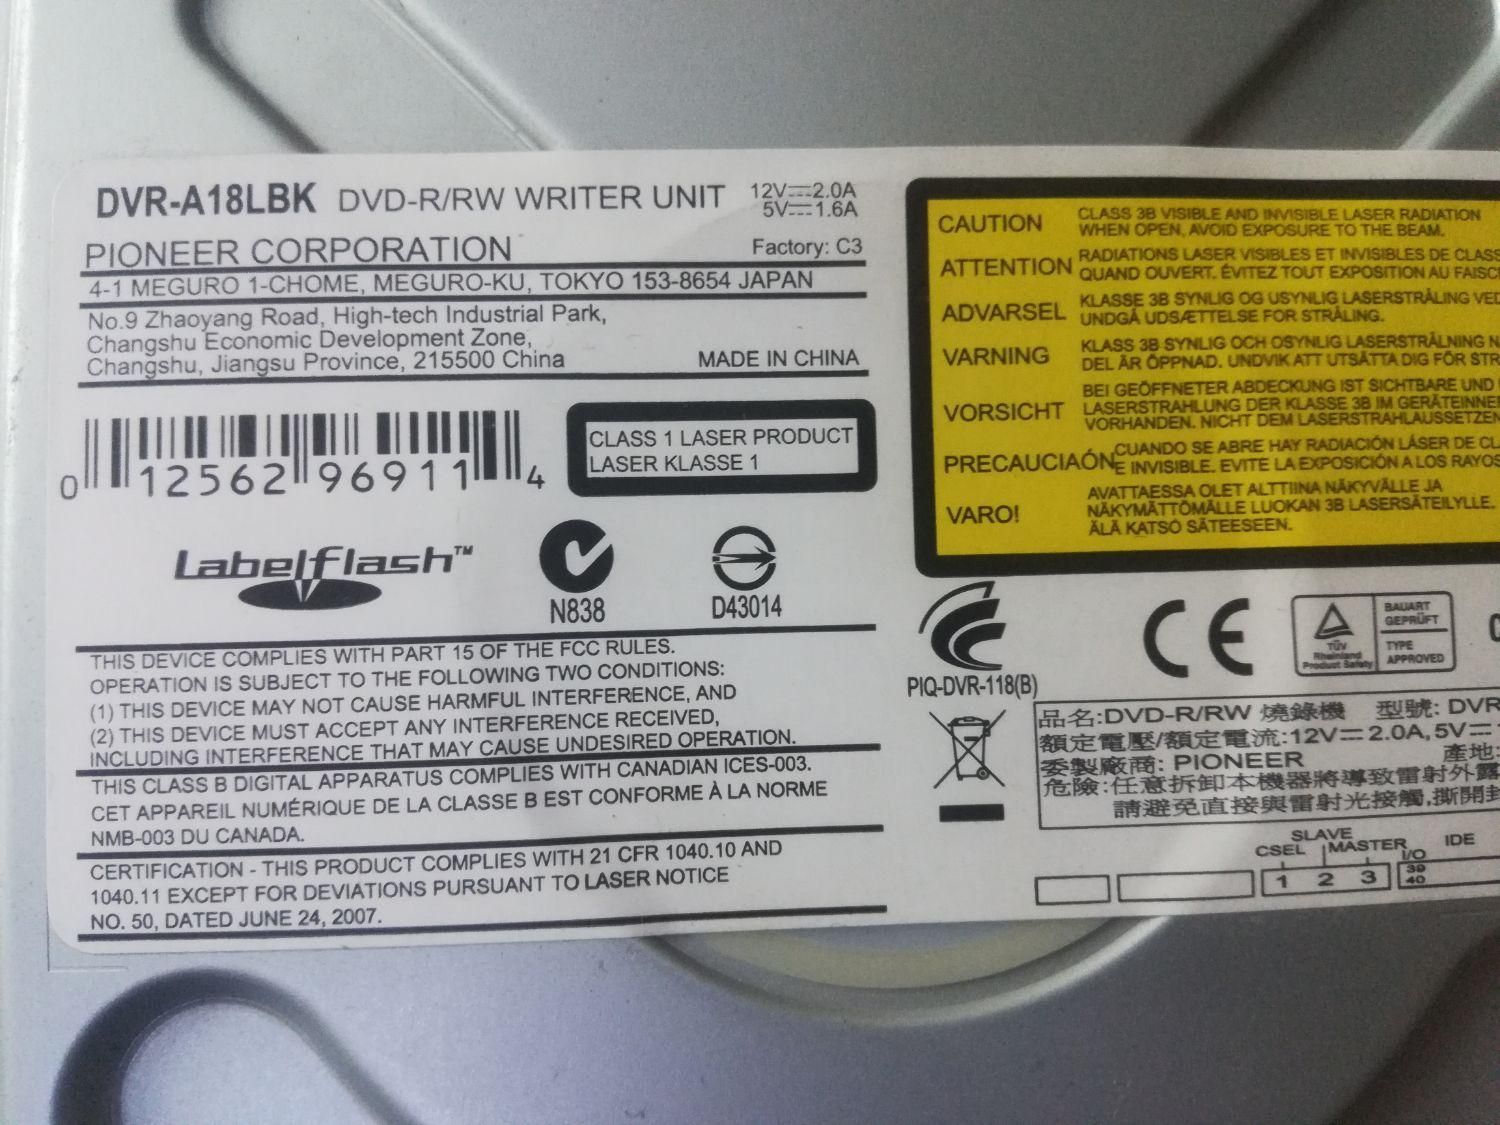 DVR-A18LBK DVD-R/RW WRITER UNIT 12V⎓2.0A
5V⎓1.6A
PIONEER CORPORATION Factory: C3
4-1 MEGURO 1-CHOME, MEGURO-KU, TOKYO 153-8654 JAPAN
No.9 Zhaoyang Road, High-tech Industrial Park,
Changshu Economic Development Zone,
Changshu, Jiangsu Province, 215500 China MADE IN CHINA
0 12562 96911 4
CLASS 1 LASER PRODUCT
LASER KLASSE 1
Labelflash™
N838
D43014
THIS DEVICE COMPLIES WITH PART 15 OF THE FCC RULES.
OPERATION IS SUBJECT TO THE FOLLOWING TWO CONDITIONS:
(1) THIS DEVICE MAY NOT CAUSE HARMFUL INTERFERENCE, AND
(2) THIS DEVICE MUST ACCEPT ANY INTERFERENCE RECEIVED,
INCLUDING INTERFERENCE THAT MAY CAUSE UNDESIRED OPERATION.
THIS CLASS B DIGITAL APPARATUS COMPLIES WITH CANADIAN ICES-003.
CET APPAREIL NUMÉRIQUE DE LA CLASSE B EST CONFORME À LA NORME
NMB-003 DU CANADA.
CERTIFICATION - THIS PRODUCT COMPLIES WITH 21 CFR 1040.10 AND
1040.11 EXCEPT FOR DEVIATIONS PURSUANT TO LASER NOTICE
NO. 50, DATED JUNE 24, 2007.
CAUTION CLASS 3B VISIBLE AND INVISIBLE LASER RADIATION
WHEN OPEN, AVOID EXPOSURE TO THE BEAM.
ATTENTION RADIATIONS LASER VISIBLES ET INVISIBLES DE CLASS
QUAND OUVERT. ÉVITEZ TOUT EXPOSITION AU FAISC
ADVARSEL KLASSE 3B SYNLIG OG USYNLIG LASERSTRÅLING VED
UNDGÅ UDSÆTTELSE FOR STRÅLING.
VARNING KLASS 3B SYNLIG OCH OSYNLIG LASERSTRÅLNING N
DEL ÄR ÖPPNAD. UNDVIK ATT UTSÄTTA DIG FÖR STR
VORSICHT BEI GEÖFFNETER ABDECKUNG IST SICHTBARE UND
LASERSTRAHLUNG DER KLASSE 3B IM GERÄTEINNE
VORHANDEN. NICHT DEM LASERSTRAHLAUSSETZEN
PRECAUCIAÓN CUANDO SE ABRE HAY RADIACIÓN LÁSER DE CL
E INVISIBLE. EVITE LA EXPOSICIÓN A LOS RAYOS
VARO! AVATTAESSA OLET ALTTIINA NÄKYVÄLLE JA
NÄKYMÄTTÖMÄLLE LUOKAN 3B LASERSÄTEILYLLE.
ÄLÄ KATSO SÄTEESEEN.
PIQ-DVR-118(B)
CE
TÜV
Rheinland
Product Safety
BAUART
GEPRÜFT
TYPE
APPROVED
品名:DVD-R/RW 燒錄機 型號: DVR
額定電壓/額定電流:12V⎓2.0A,5V⎓
委製廠商: PIONEER 產地:
危險:任意拆卸本機器將導致雷射外露
請避免直接與雷射光接觸,撕開封
SLAVE
CSEL MASTER IDE
1 2 3
I/O
39
40